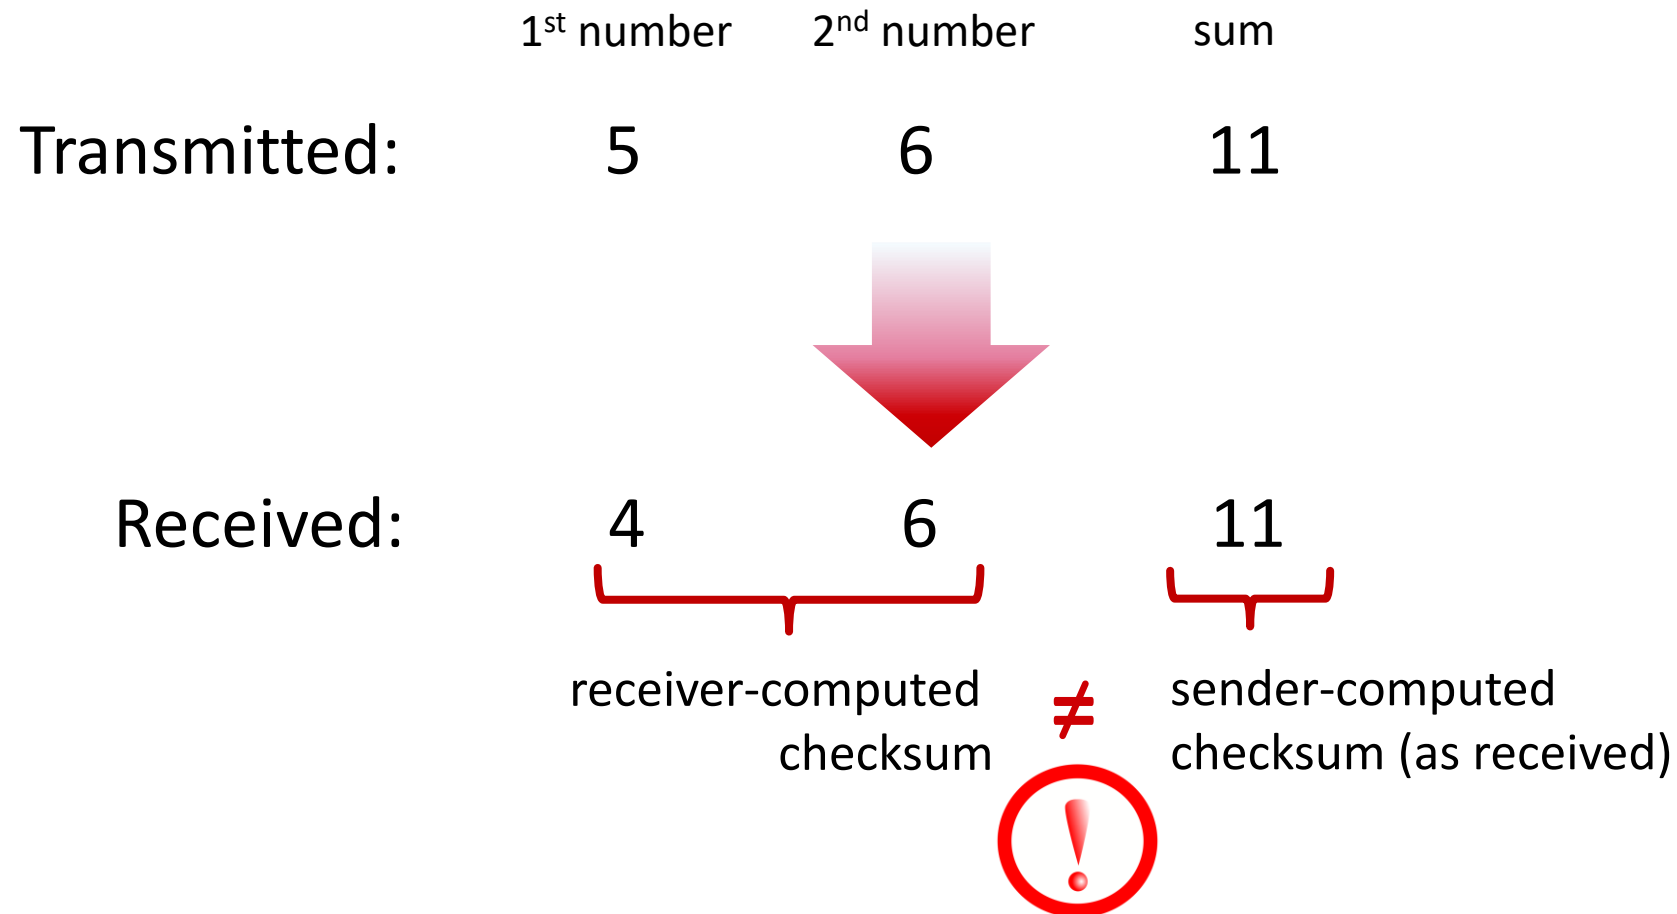 1st number 2nd number sum
Transmitted: 5 6 11
Received: 4 6 11
receiver-computed checksum
≠
sender-computed checksum (as received)
!